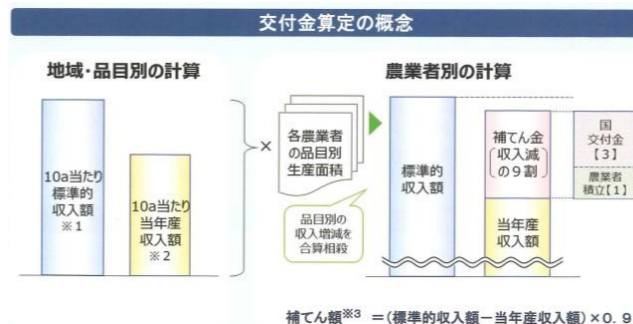 交付金算定の概念
地域・品目別の計算
10a当たり
標準的
収入額
※1
10a当たり
当年産
収入額
※2
×
各農業者
の品目別
生産面積
品目別の
収入増減を
合算相殺
農業者別の計算
標準的
収入額
補てん金
(収入減
の9割)
当年産
収入額
国
交付金
【3】
農業者
積立【1】
補てん額※3 =(標準的収入額－当年産収入額)×0.9